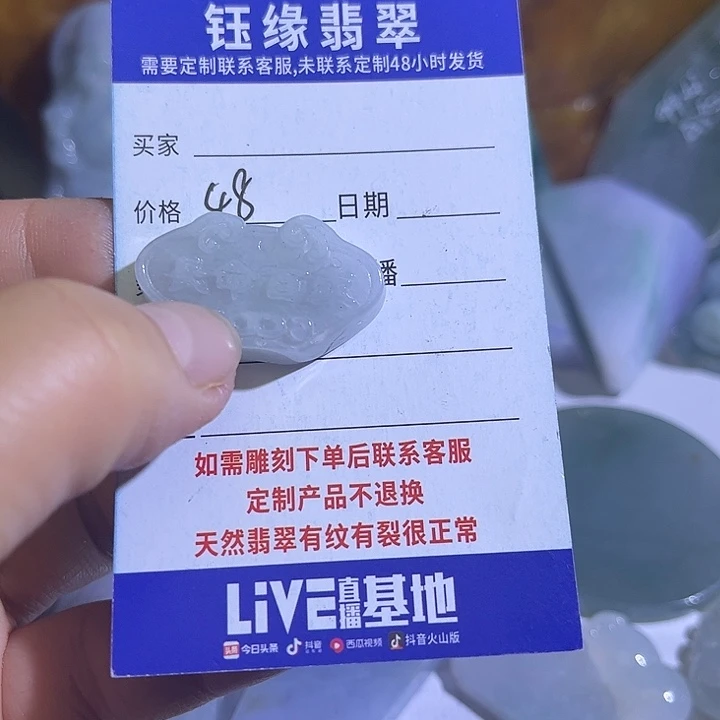 钰缘翡翠
需要定制联系客服,未联系定制48小时发货
买家
价格 48 日期
播
如需雕刻下单后联系客服
定制产品不退换
天然翡翠有纹有裂很正常
LiVE直播基地
头条 今日头条 抖音 西瓜视频 抖音火山版